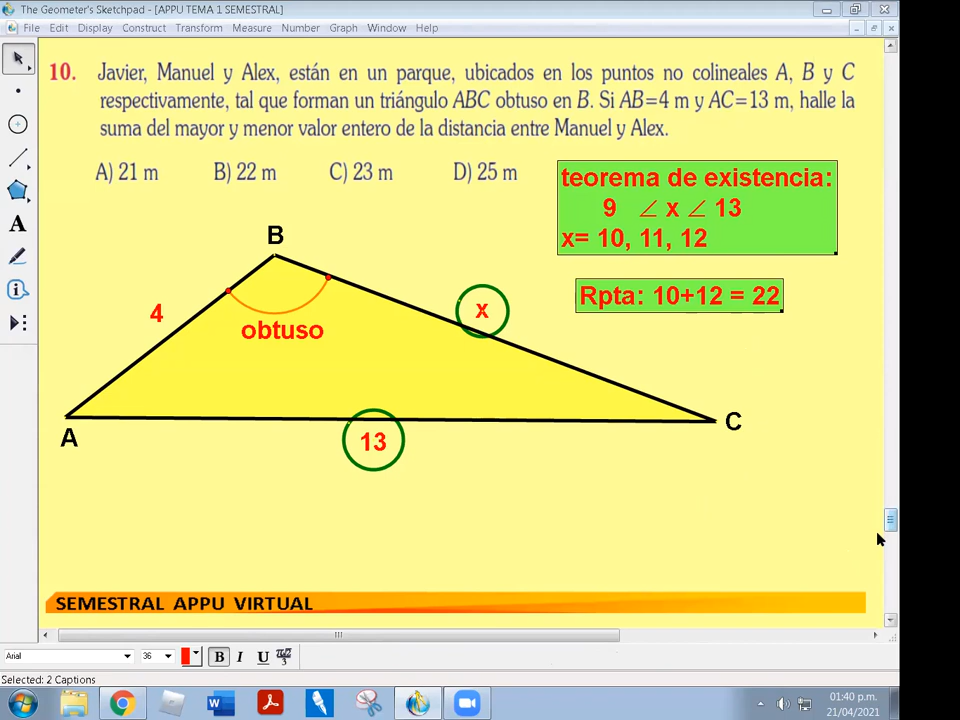 The Geometer's Sketchpad - [APPU TEMA 1 SEMESTRAL]
File Edit Display Construct Transform Measure Number Graph Window Help
10. Javier, Manuel y Alex, están en un parque, ubicados en los puntos no colineales A, B y C
respectivamente, tal que forman un triángulo ABC obtuso en B. Si AB=4 m y AC=13 m, halle la
suma del mayor y menor valor entero de la distancia entre Manuel y Alex.
A) 21 m B) 22 m C) 23 m D) 25 m
teorema de existencia:
9 ∠ x ∠ 13
x= 10, 11, 12
Rpta: 10+12 = 22
B
4
obtuso
x
A
13
C
SEMESTRAL APPU VIRTUAL
Arial 36 B I U
Selected: 2 Captions
01:40 p.m.
21/04/2021